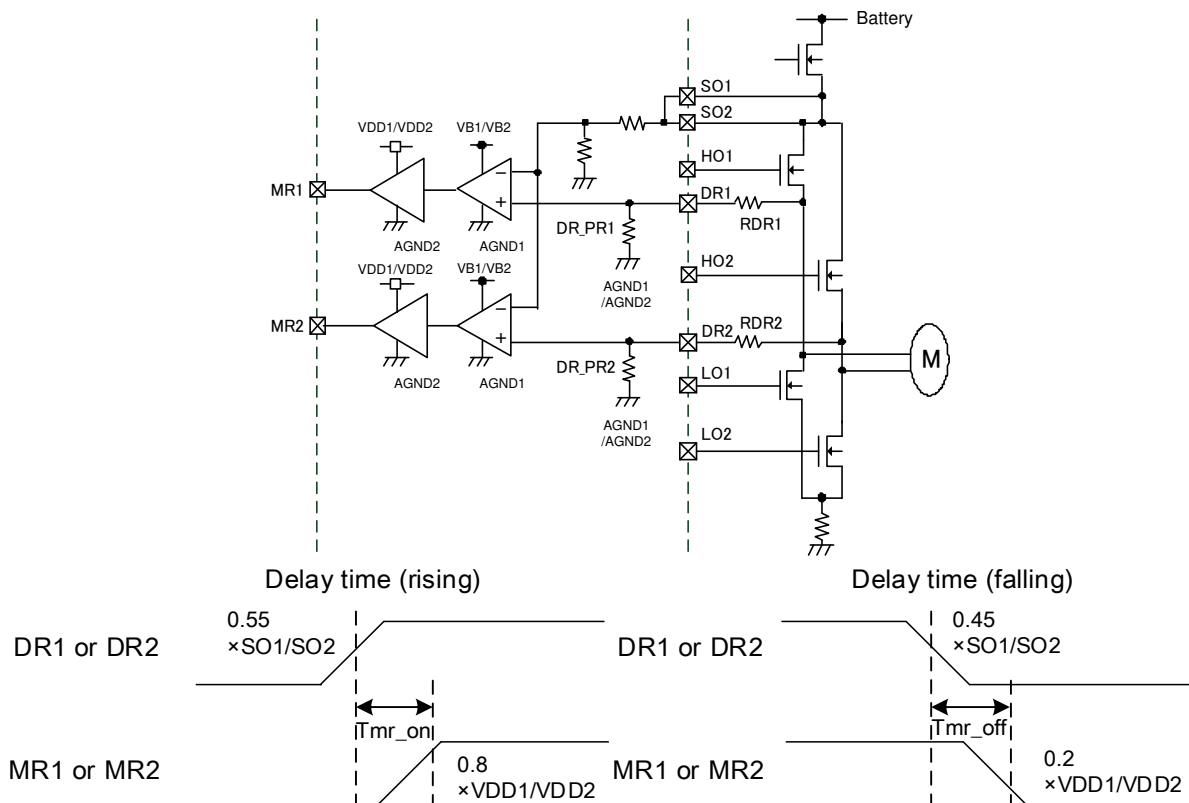 Battery
SO1
SO2
VDD1/VDD2
VB1/VB2
HO1
MR1
DR1
RDR1
DR_PR1
AGND2
AGND1
AGND1
/AGND2
HO2
VDD1/VDD2
VB1/VB2
MR2
DR2
RDR2
M
DR_PR2
LO1
AGND2
AGND1
AGND1
/AGND2
LO2
Delay time (rising)
Delay time (falling)
DR1 or DR2
0.55
×SO1/SO2
DR1 or DR2
0.45
×SO1/SO2
Tmr_on
Tmr_off
MR1 or MR2
0.8
×VDD1/VDD2
MR1 or MR2
0.2
×VDD1/VDD2